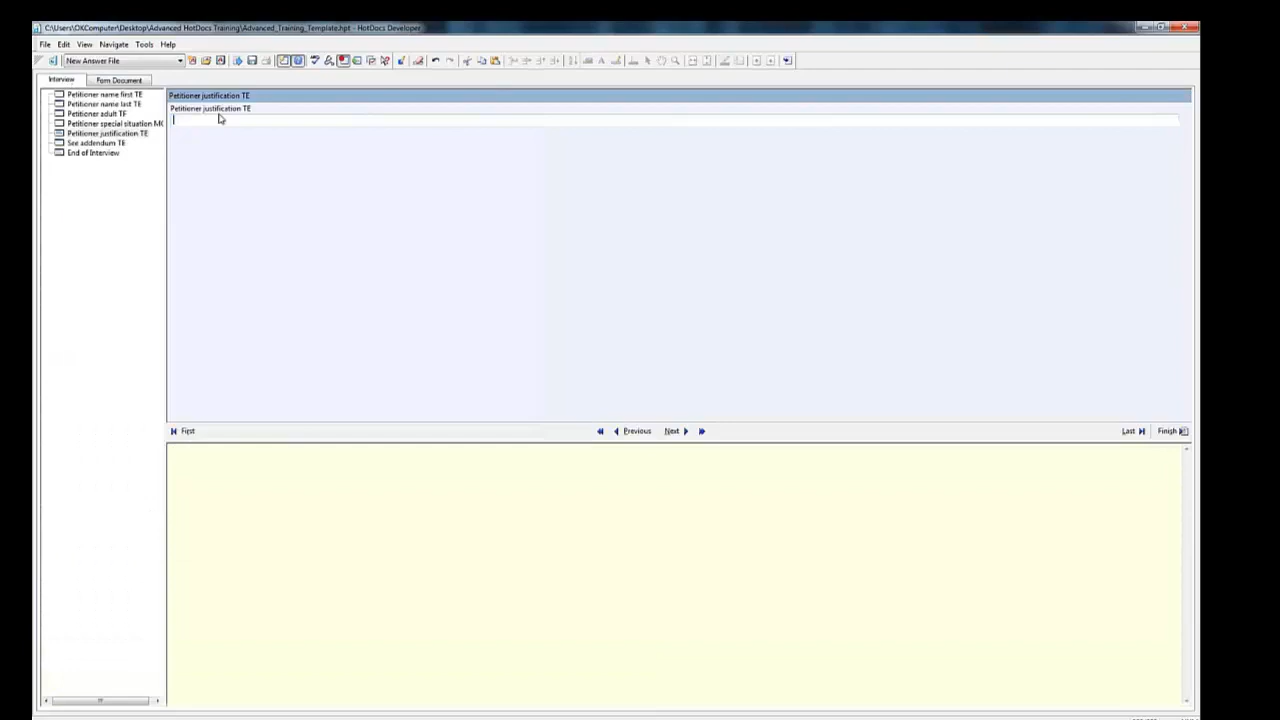 C:\Users\OKComputer\Desktop\Advanced HotDocs Training\Advanced_Training_Template.hpt - HotDocs Developer
File Edit View Navigate Tools Help
New Answer File
Interview Form Document
Petitioner name first TE
Petitioner name last TE
Petitioner adult TF
Petitioner special situation MC
Petitioner justification TE
See addendum TE
End of Interview
Petitioner justification TE
Petitioner justification TE
First Previous Next Last Finish